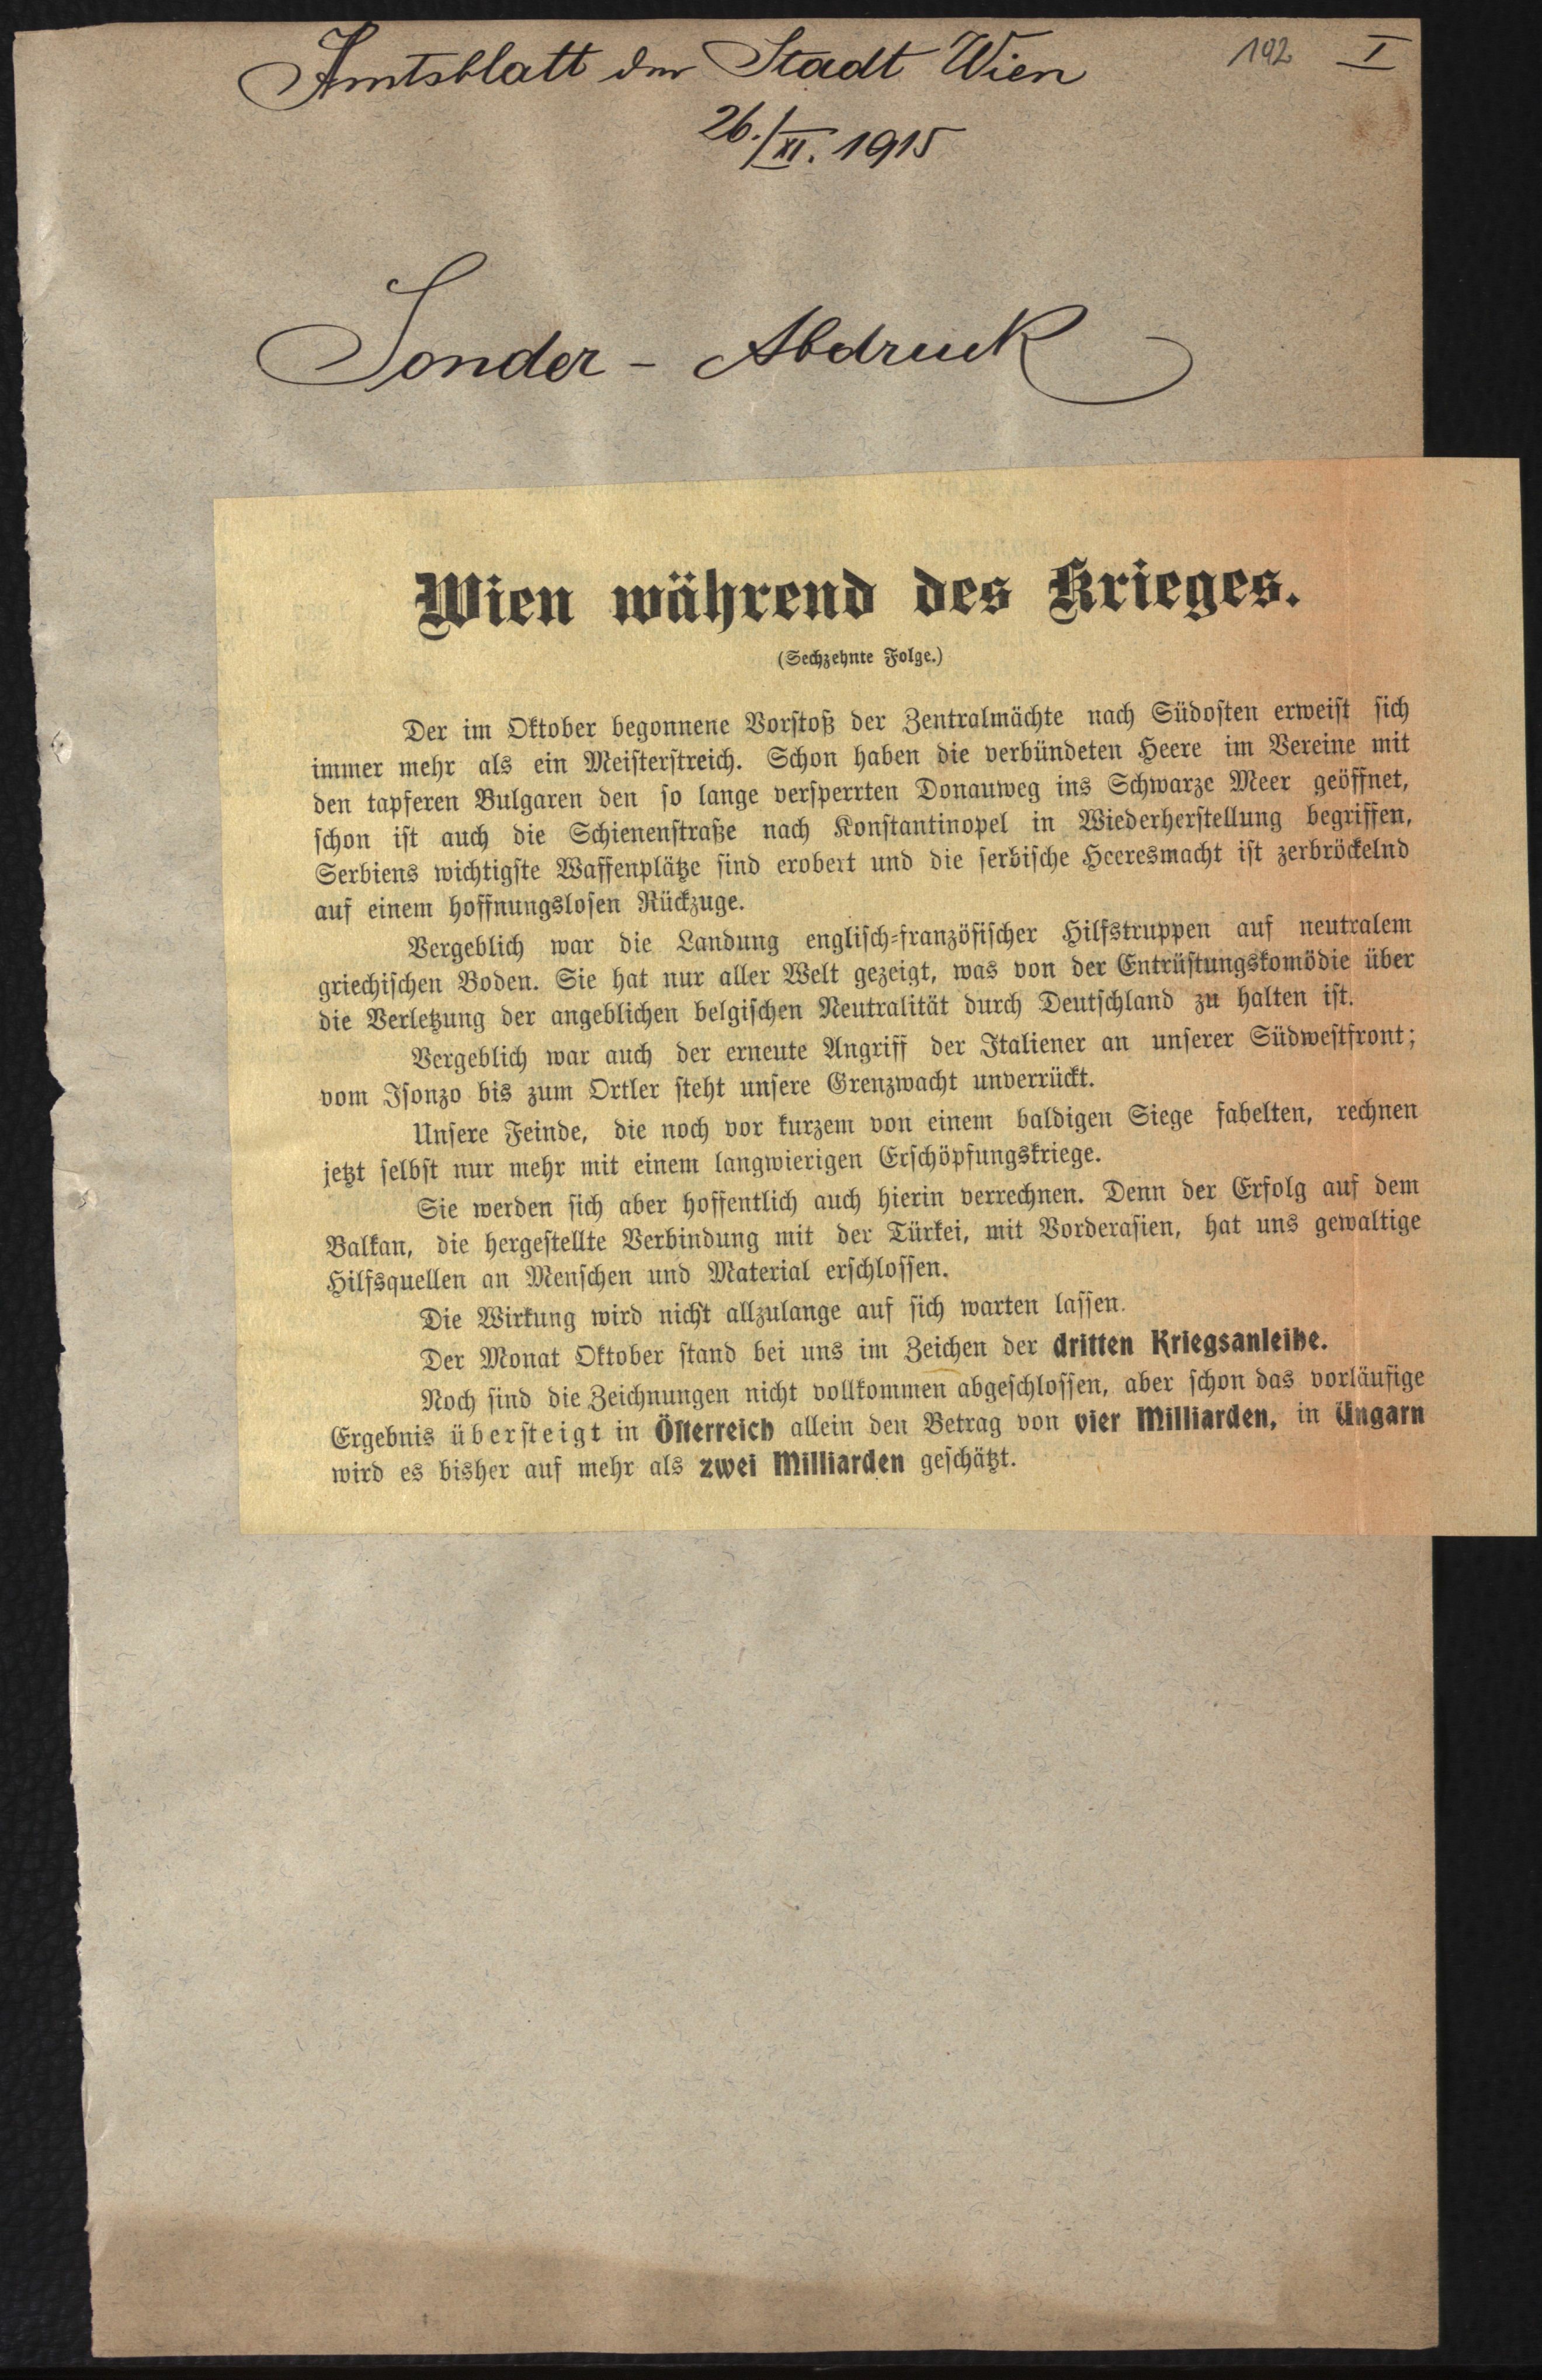 Amtsblatt der Stadt Wien
192 I
26./XI. 1915
Sonder - Abdruck
Wien während des Krieges.
(Sechzehnte Folge.)
Der im Oktober begonnene Vorstoß der Zentralmächte nach Südosten erweist sich
immer mehr als ein Meisterstreich. Schon haben die verbündeten Heere im Vereine mit
den tapferen Bulgaren den so lange versperrten Donauweg ins Schwarze Meer geöffnet,
schon ist auch die Schienenstraße nach Konstantinopel in Wiederherstellung begriffen,
Serbiens wichtigste Waffenplätze sind erobert und die serbische Heeresmacht ist zerbröckelnd
auf einem hoffnungslosen Rückzuge.
Vergeblich war die Landung englisch-französischer Hilfstruppen auf neutralem
griechischen Boden. Sie hat nur aller Welt gezeigt, was von der Entrüstungskomödie über
die Verletzung der angeblichen belgischen Neutralität durch Deutschland zu halten ist.
Vergeblich war auch der erneute Angriff der Italiener an unserer Südwestfront;
vom Isonzo bis zum Ortler steht unsere Grenzwacht unverrückt.
Unsere Feinde, die noch vor kurzem von einem baldigen Siege fabelten, rechnen
jetzt selbst nur mehr mit einem langwierigen Erschöpfungskriege.
Sie werden sich aber hoffentlich auch hierin verrechnen. Denn der Erfolg auf dem
Balkan, die hergestellte Verbindung mit der Türkei, mit Vorderasien, hat uns gewaltige
Hilfsquellen an Menschen und Material erschlossen.
Die Wirkung wird nicht allzulange auf sich warten lassen.
Der Monat Oktober stand bei uns im Zeichen der dritten Kriegsanleihe.
Noch sind die Zeichnungen nicht vollkommen abgeschlossen, aber schon das vorläufige
Ergebnis übersteigt in Österreich allein den Betrag von vier Milliarden, in Ungarn
wird es bisher auf mehr als zwei Milliarden geschätzt.